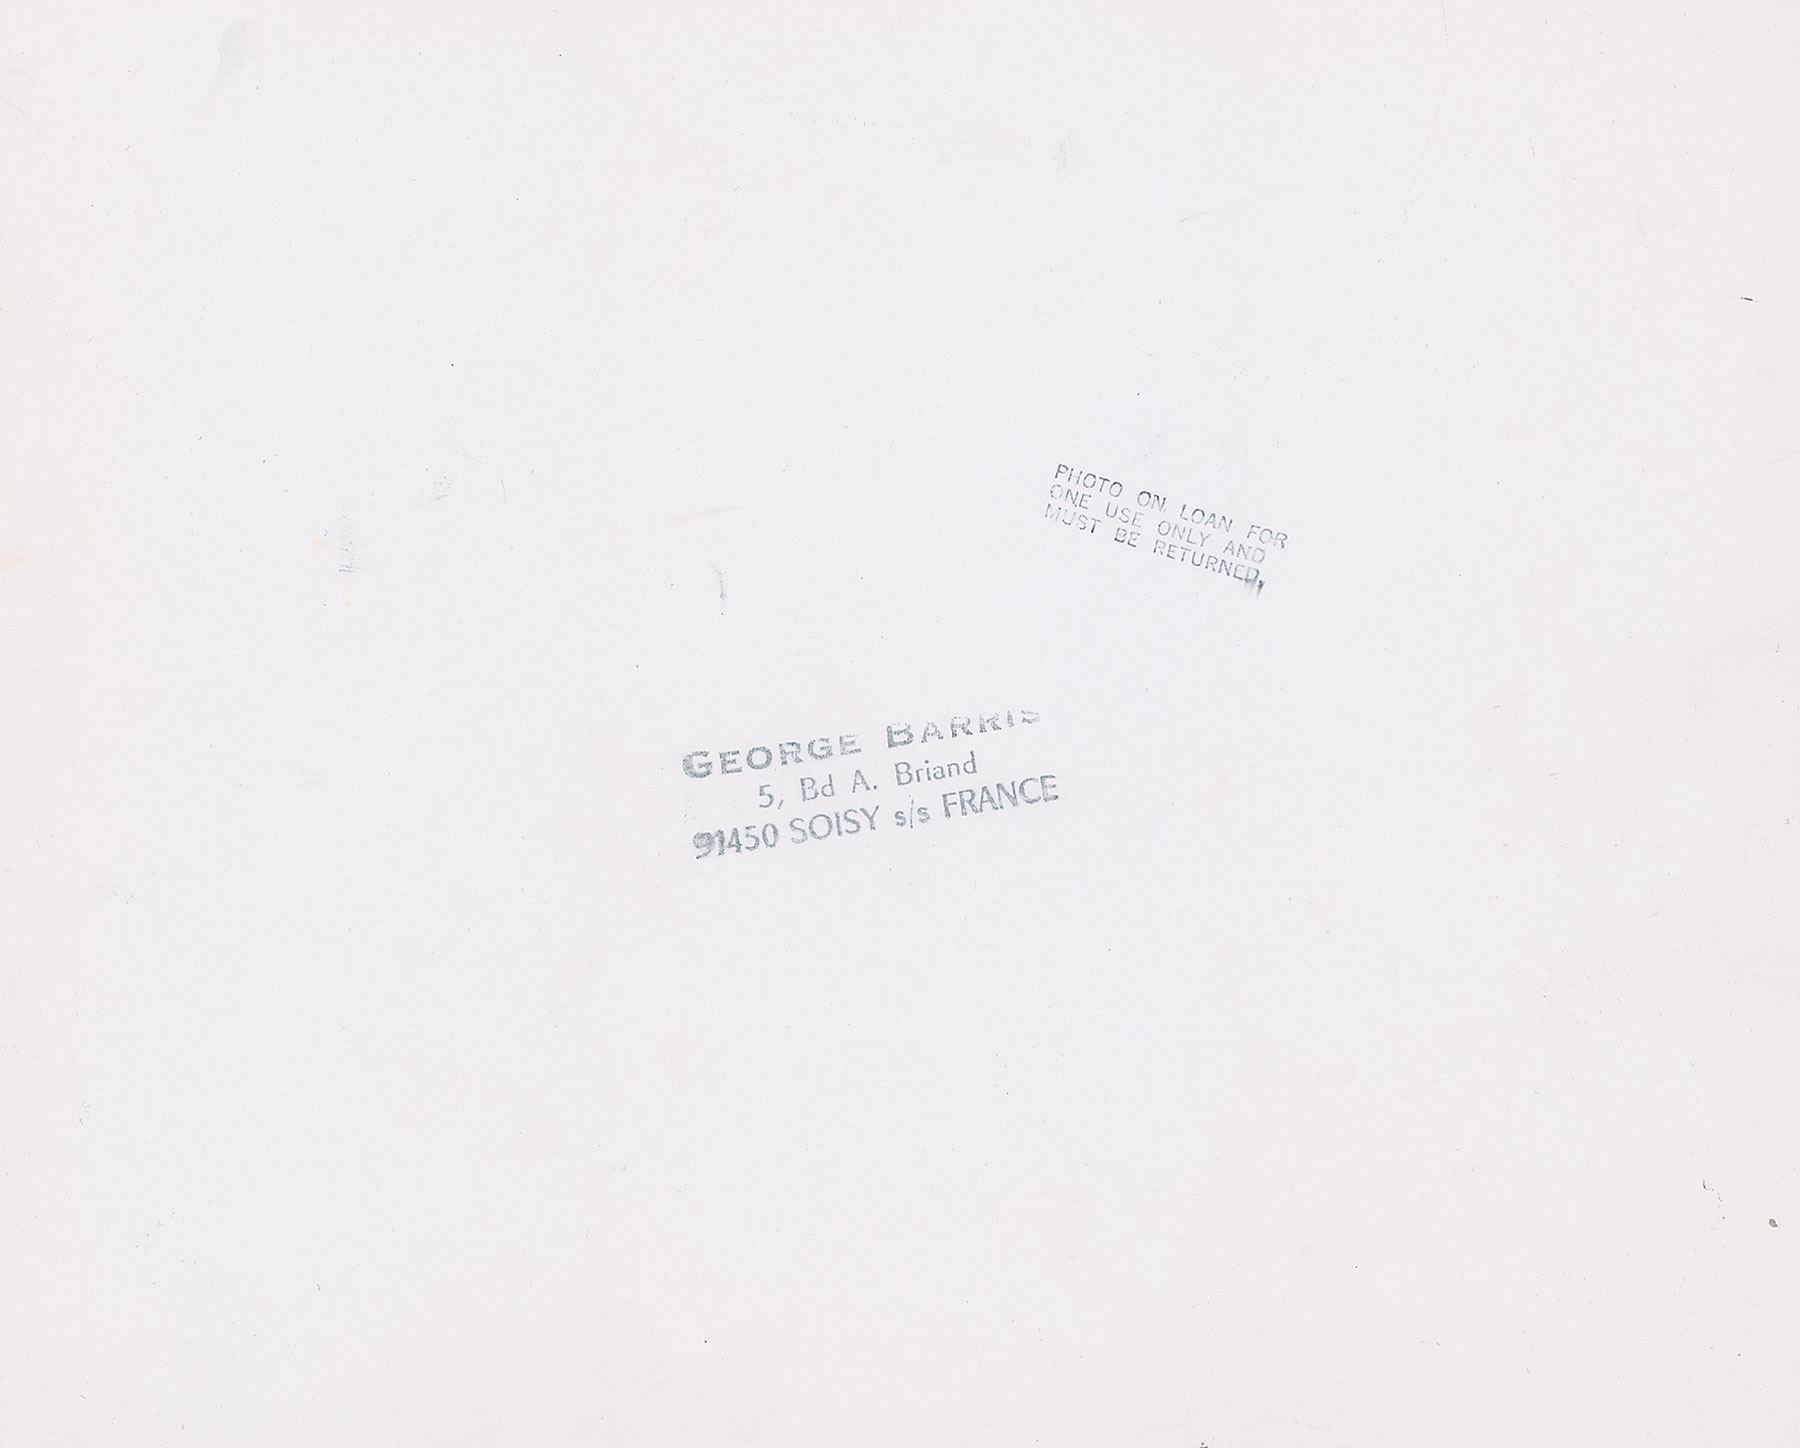 PHOTO ON LOAN FOR
ONE USE ONLY AND
MUST BE RETURNED.
GEORGE BARRIS
5, Bd A. Briand
91450 SOISY s/s FRANCE